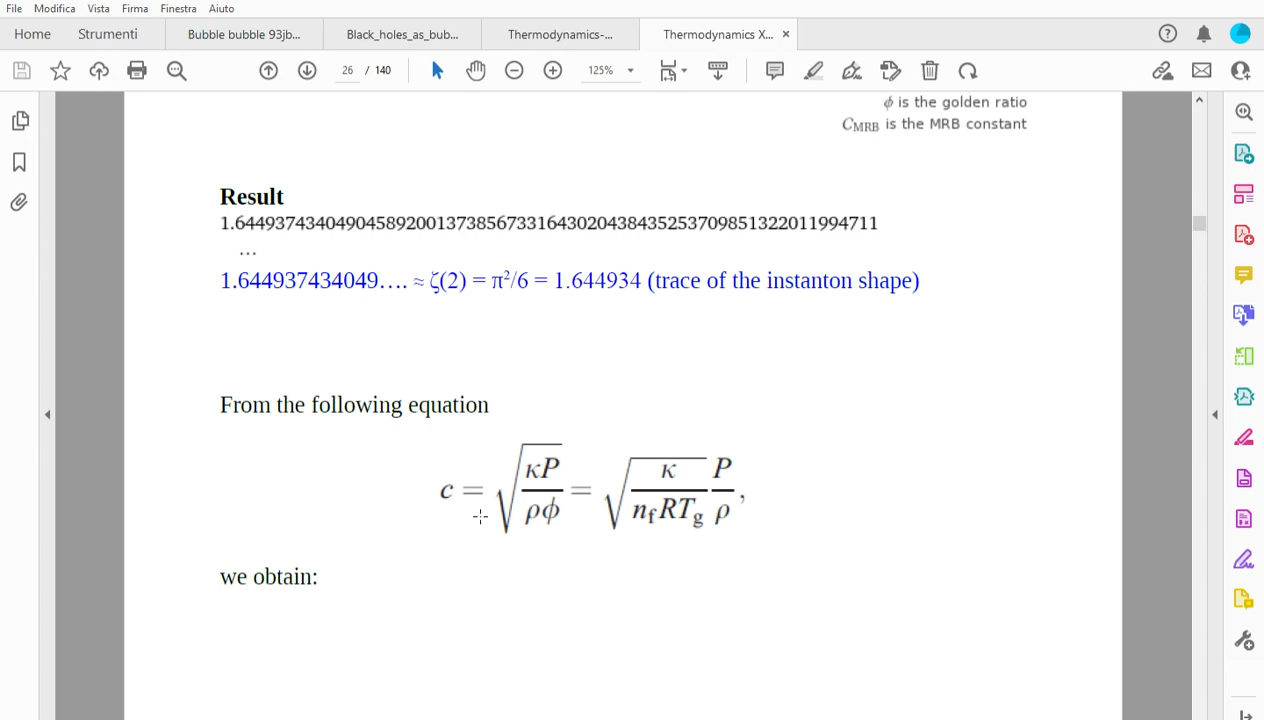 File Modifica Vista Firma Finestra Aiuto
Home Strumenti Bubble bubble 93jb... Black_holes_as_bub... Thermodynamics-... Thermodynamics X... ×
26 / 140 125%
ϕ is the golden ratio
C_MRB is the MRB constant
Result
1.6449374340490458920013738567331643020438435253709851322011994711
…
1.644937434049…. ≈ ζ(2) = π²/6 = 1.644934 (trace of the instanton shape)
From the following equation
c = √(κP/ρϕ) = √(κ/n_f RT_g) P/ρ,
we obtain: